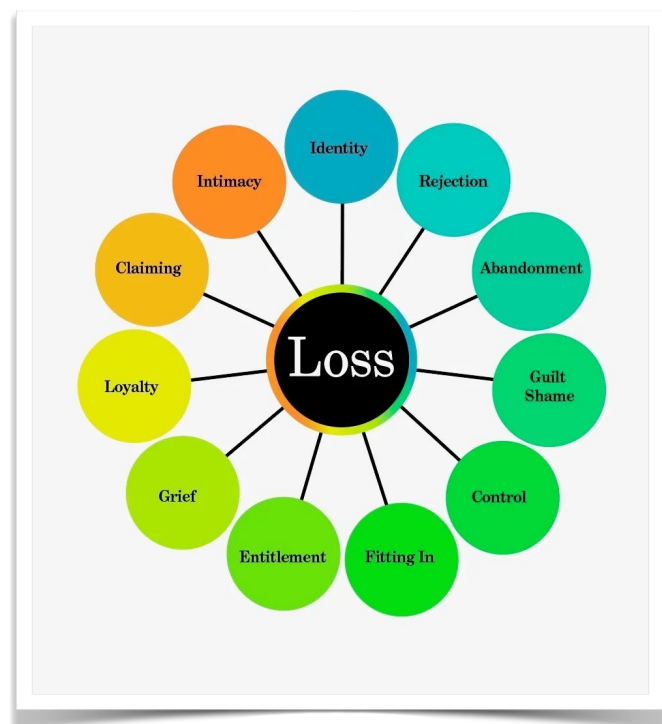 Identity
Rejection
Abandonment
Guilt
Shame
Control
Fitting In
Entitlement
Grief
Loyalty
Claiming
Intimacy
Loss